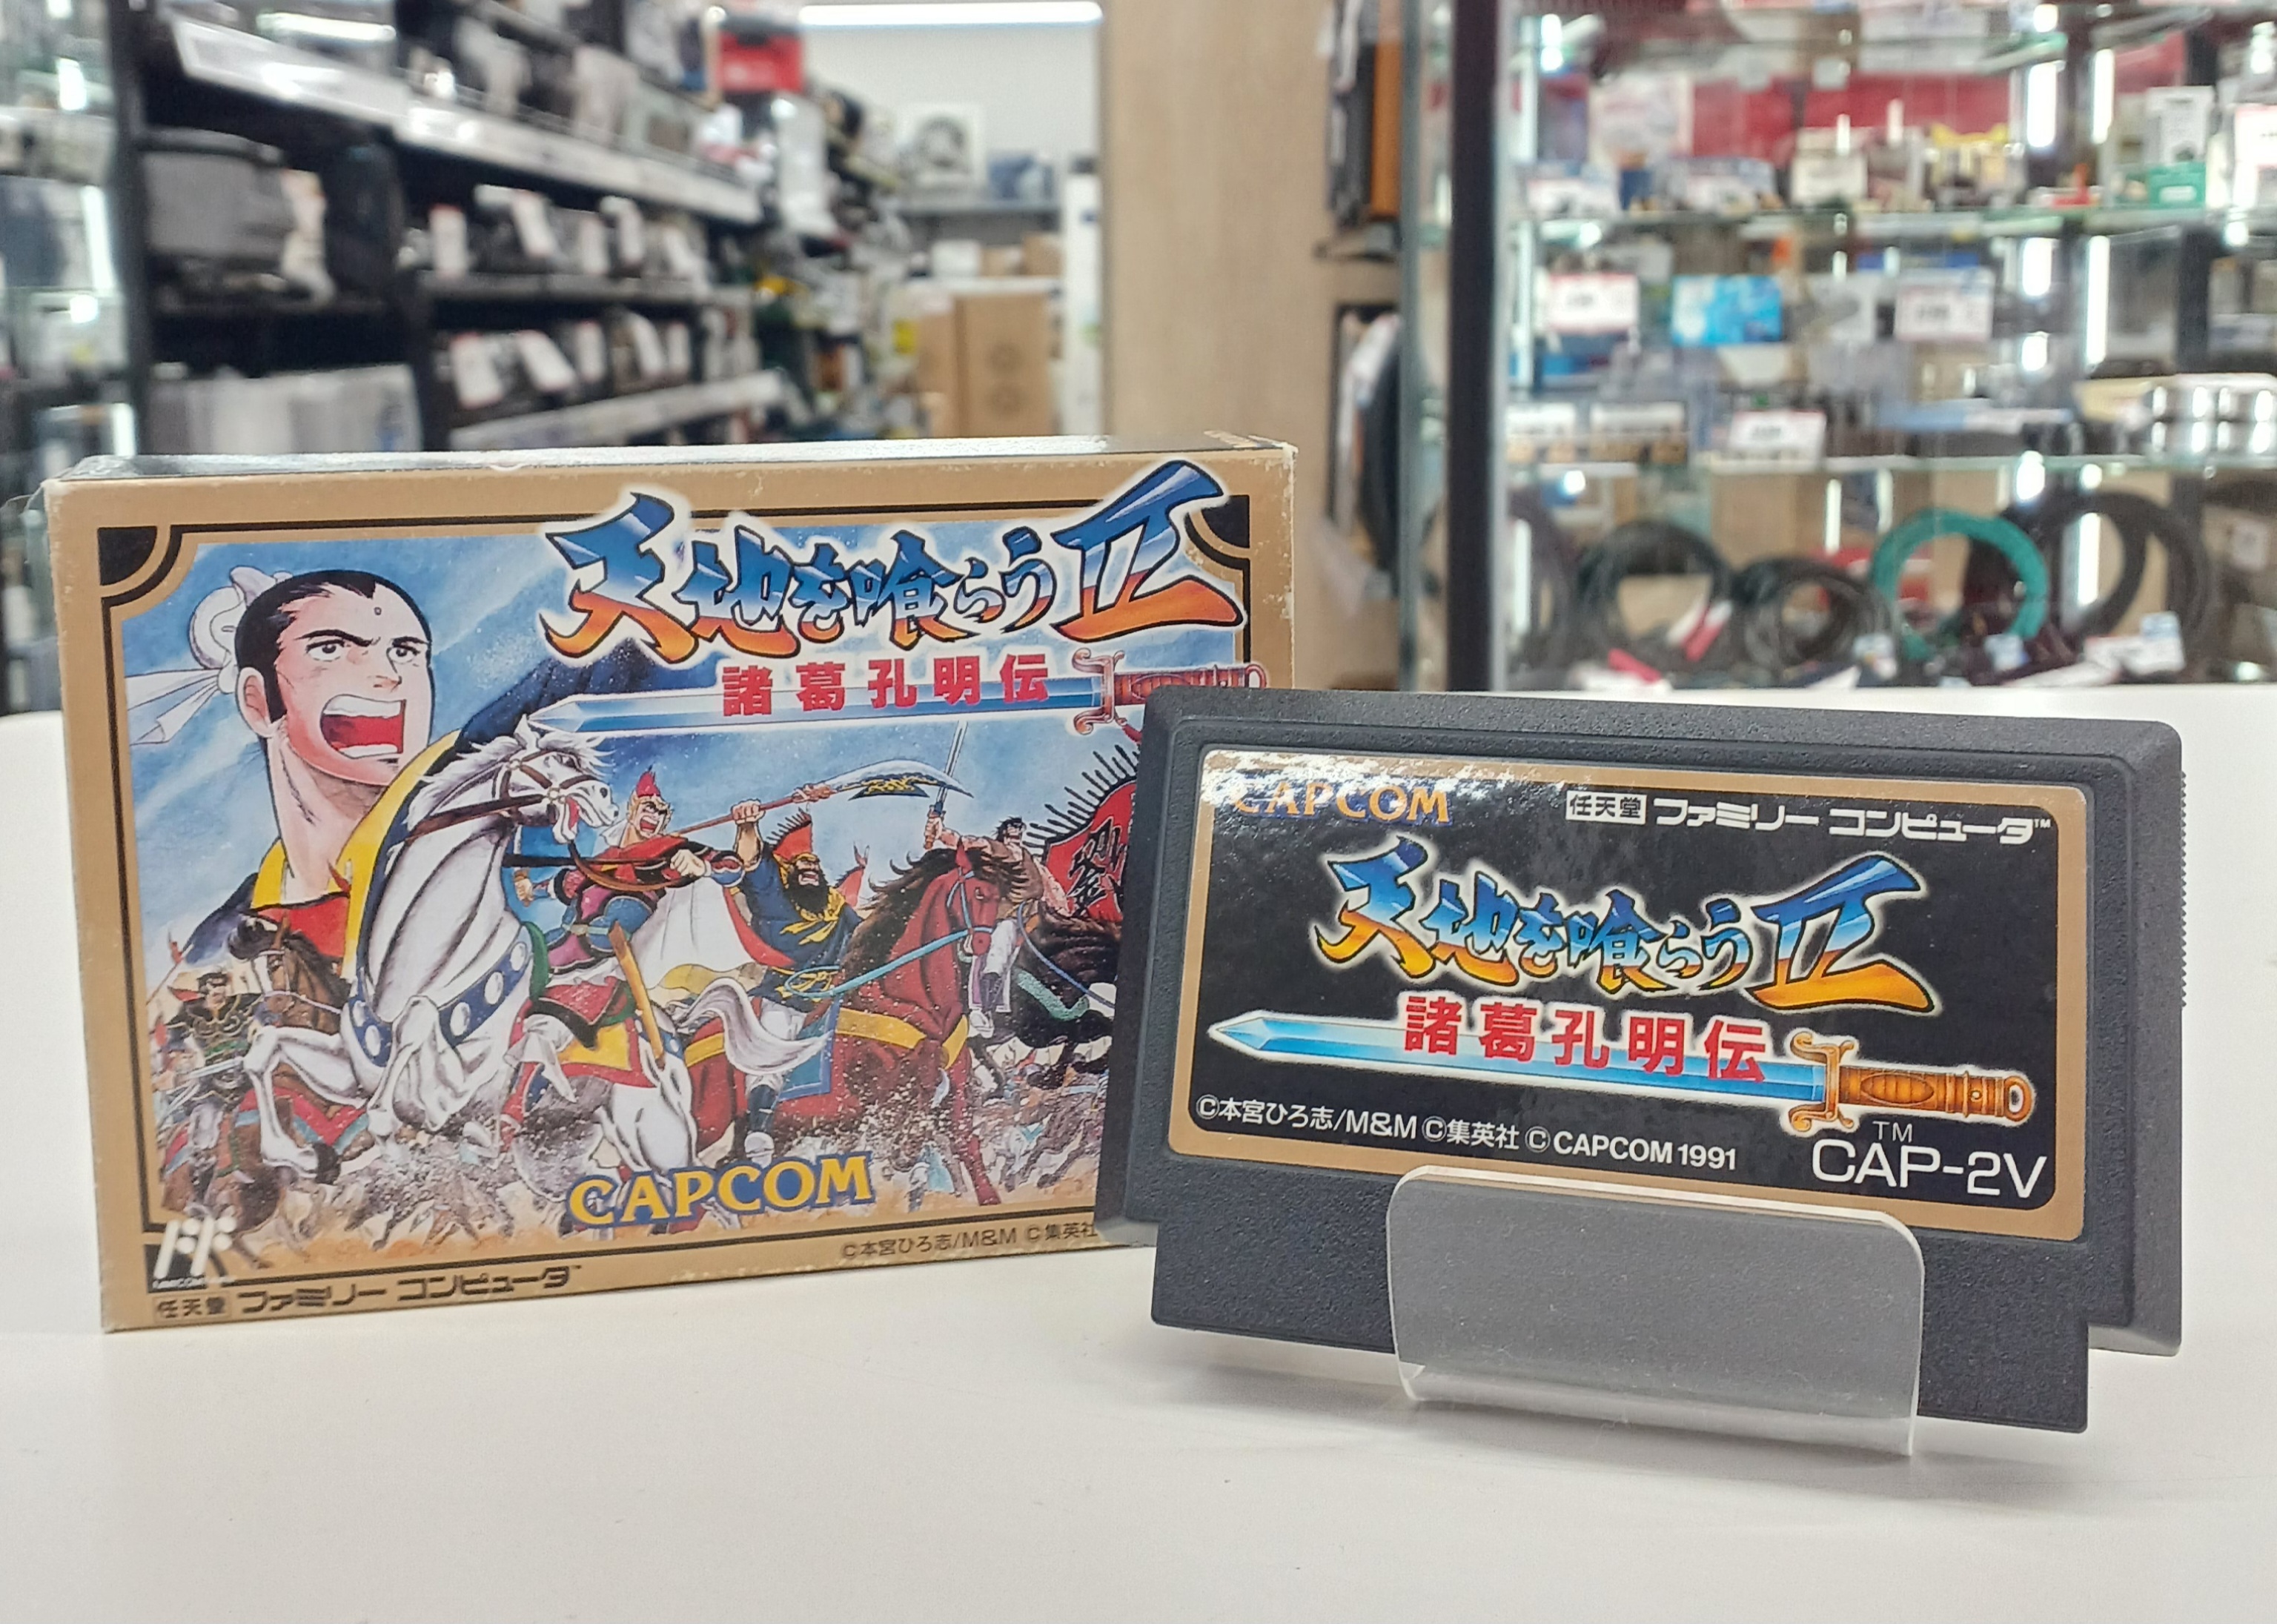 天地を喰らうⅡ
諸葛孔明伝
劉
CAPCOM
©本宮ひろ志/M&M ©集英社
任天堂 ファミリー コンピュータ™
CAPCOM
任天堂 ファミリー コンピュータ™
天地を喰らうⅡ
諸葛孔明伝
©本宮ひろ志/M&M ©集英社 ©CAPCOM 1991
TM
CAP-2V